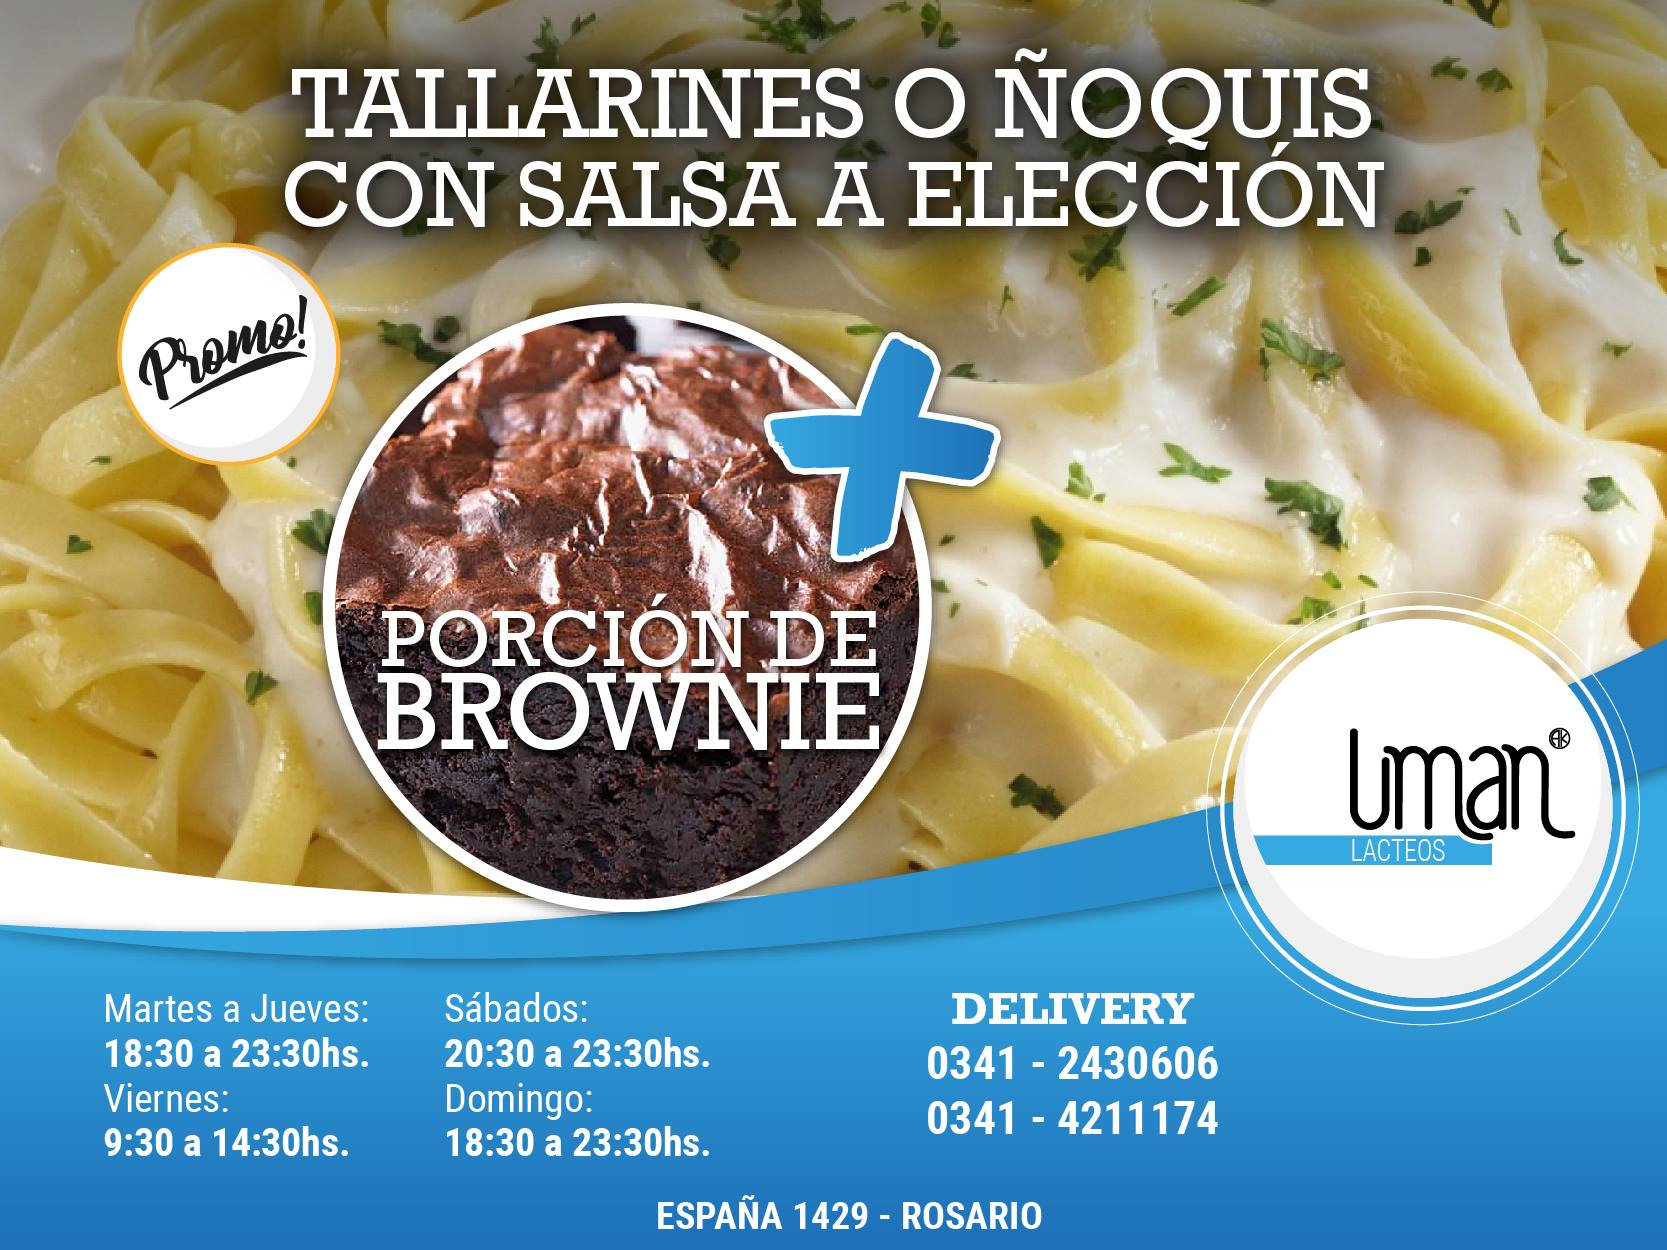 TALLARINES O ÑOQUIS
CON SALSA A ELECCIÓN
Promo!
PORCIÓN DE
BROWNIE
uman
LACTEOS
Martes a Jueves:
18:30 a 23:30hs.
Viernes:
9:30 a 14:30hs.
Sábados:
20:30 a 23:30hs.
Domingo:
18:30 a 23:30hs.
DELIVERY
0341 - 2430606
0341 - 4211174
ESPAÑA 1429 - ROSARIO